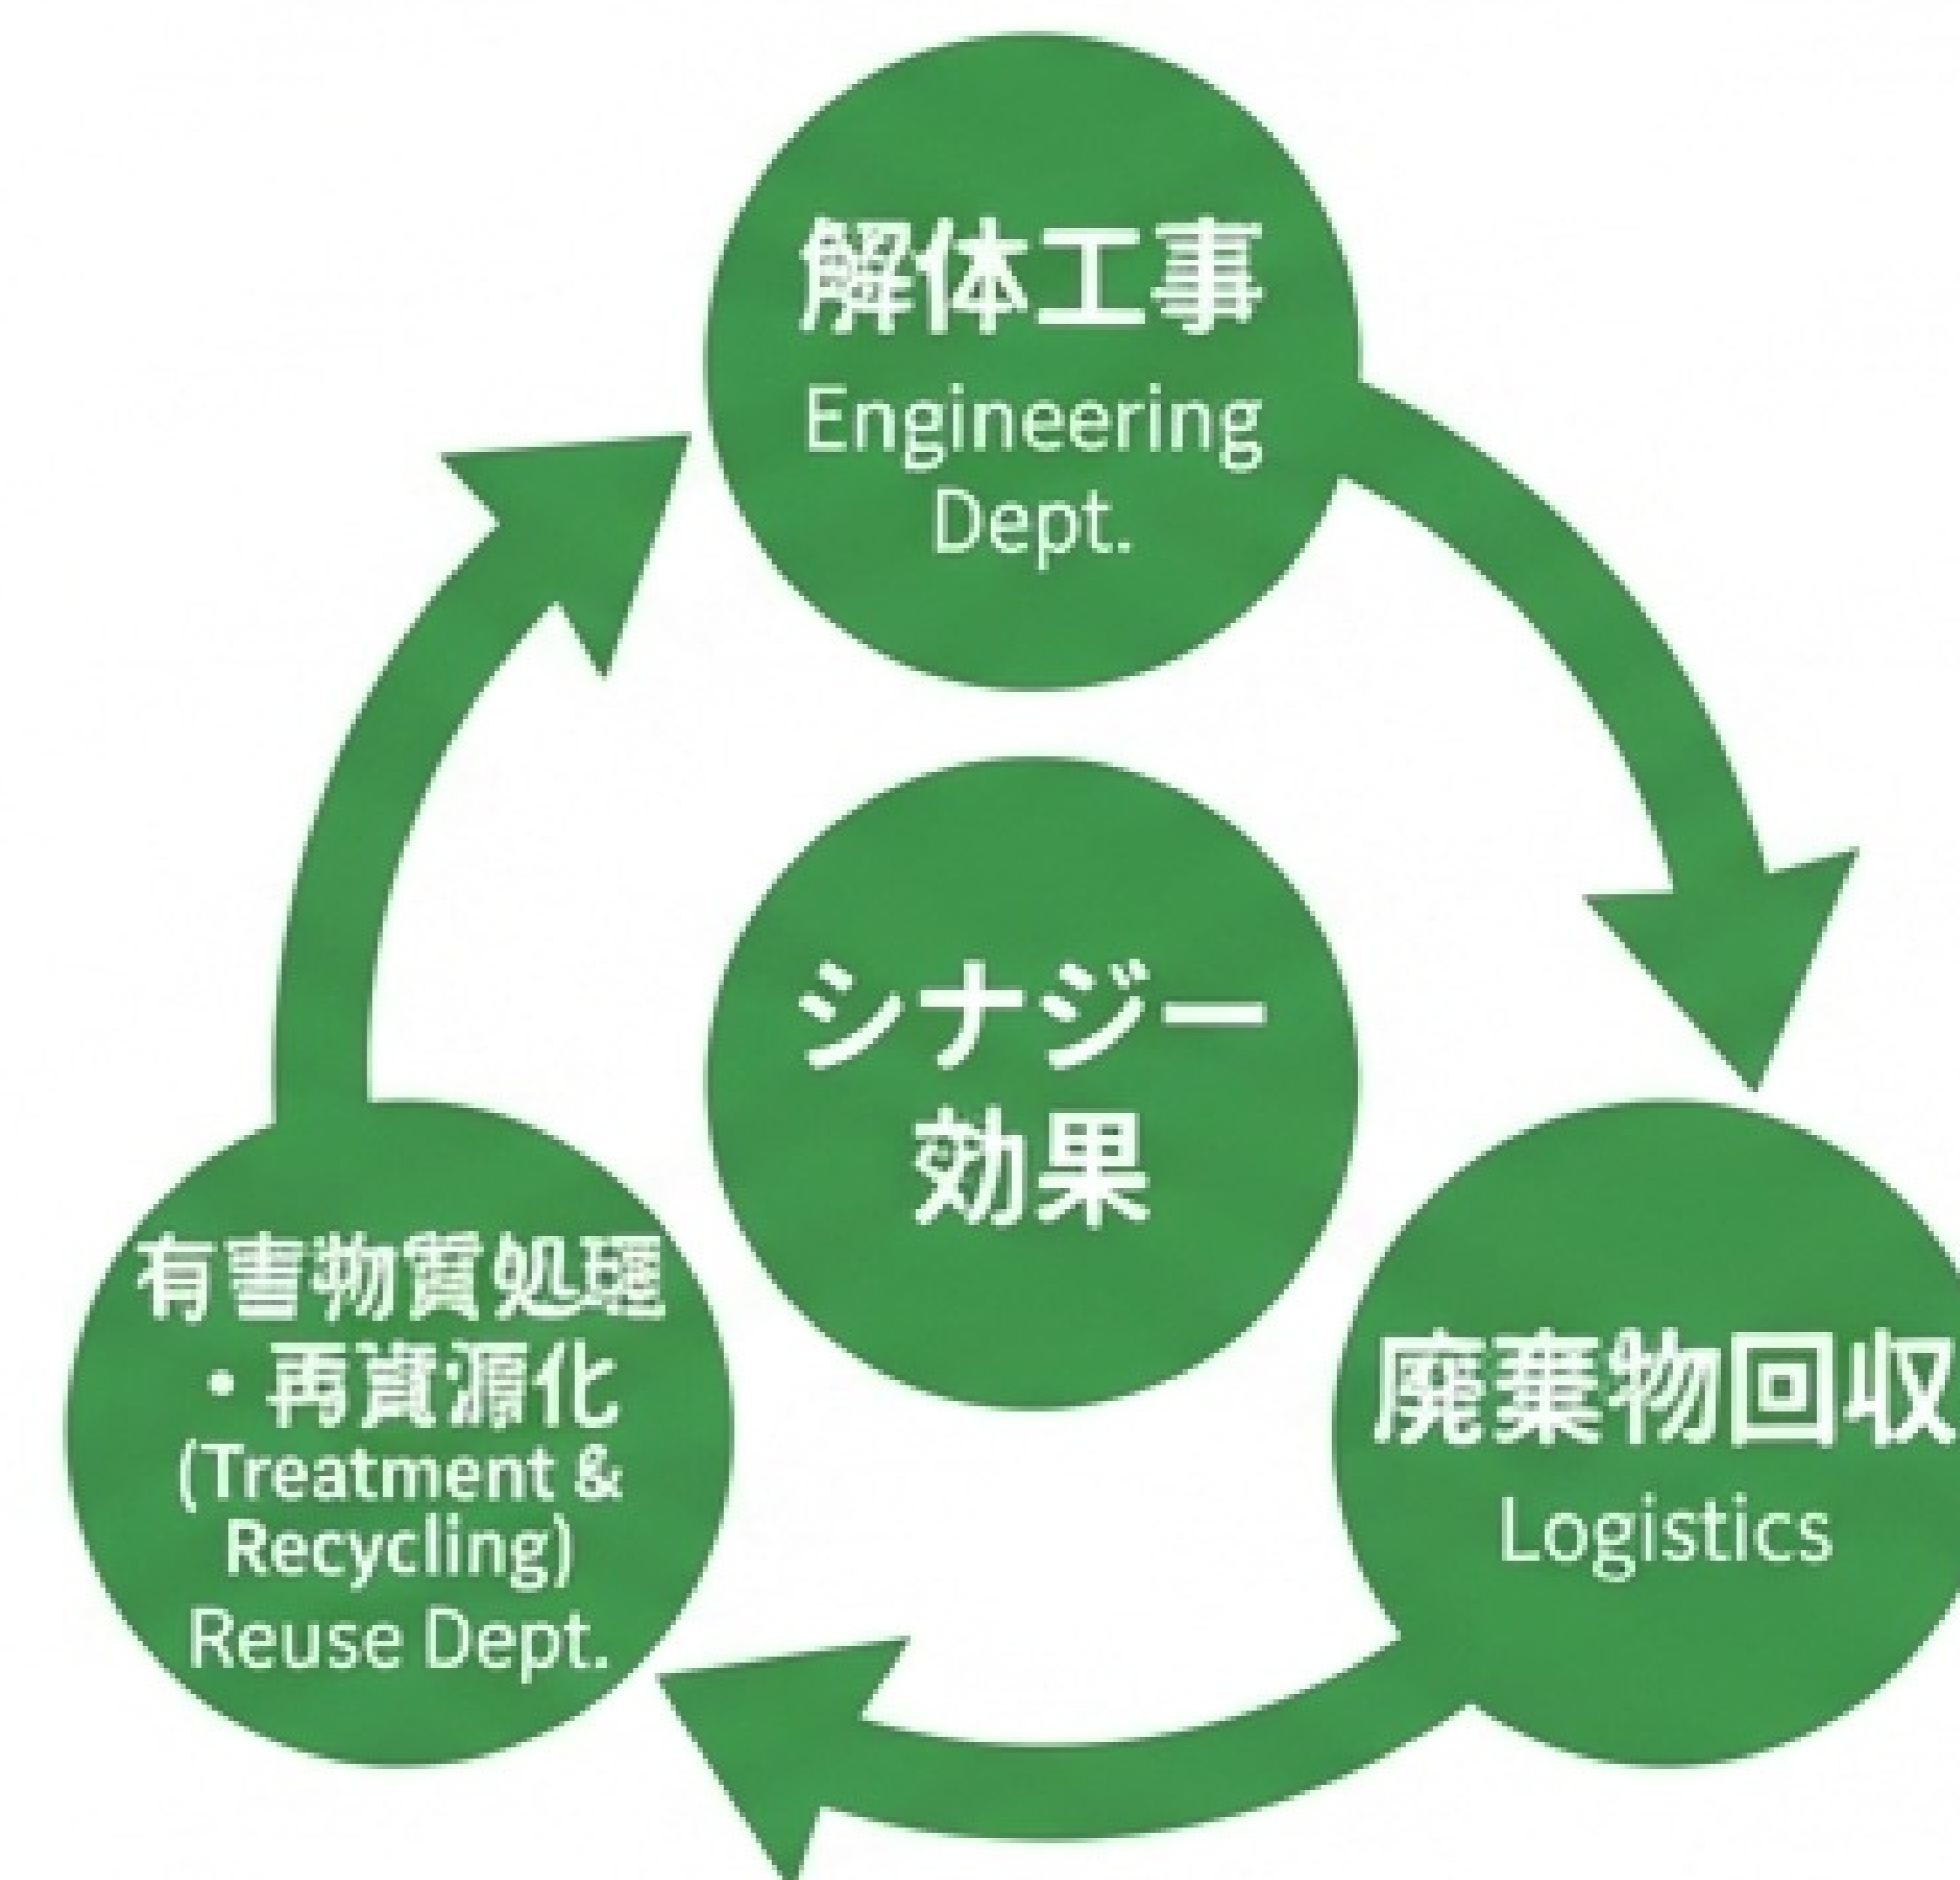 解体工事
Engineering
Dept.
シナジー
効果
有害物質処理
・再資源化
(Treatment &
Recycling)
Reuse Dept.
廃棄物回収
Logistics